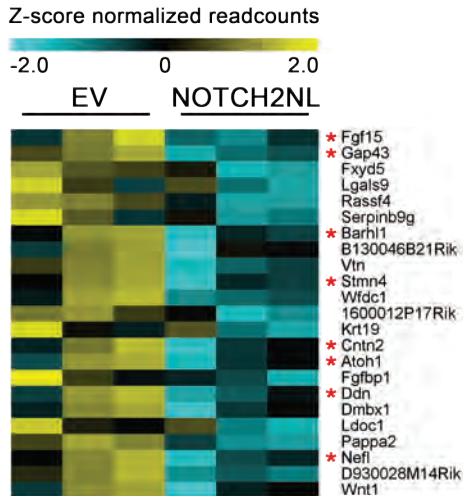 Z-score normalized readcounts
-2.0 0 2.0
EV NOTCH2NL
* Fgf15
* Gap43
Fxyd5
Lgals9
Rassf4
Serpinb9g
* Barhl1
B130046B21Rik
Vtn
* Stmn4
Wfdc1
1600012P17Rik
Krt19
* Cntn2
* Atoh1
Fgfbp1
* Ddn
Dmbx1
Ldoc1
Pappa2
* Nefl
D930028M14Rik
Wnt1